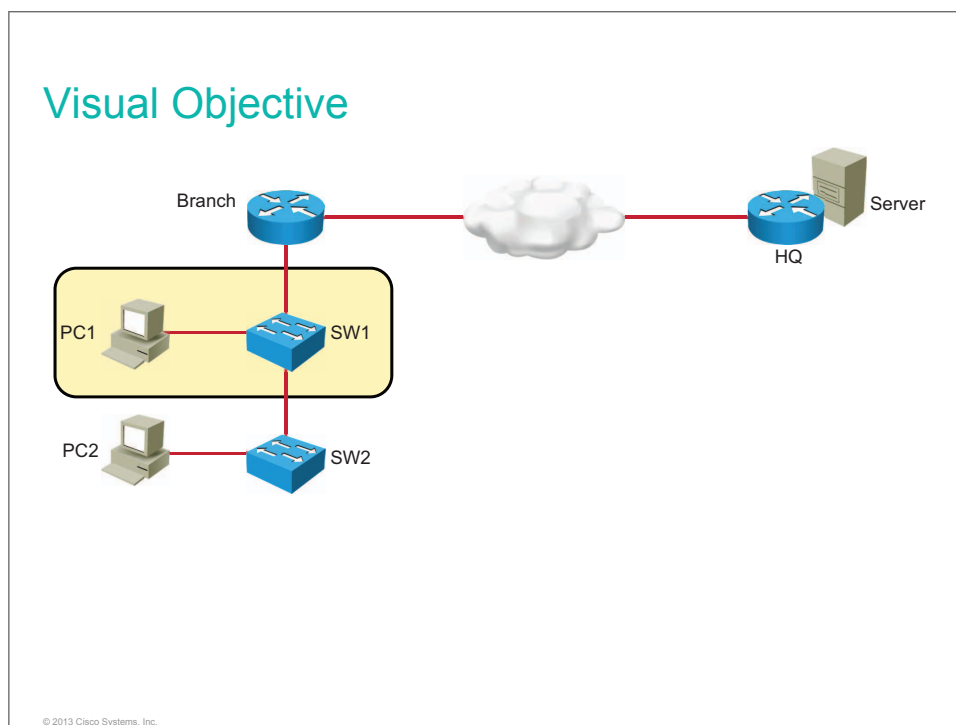 Visual Objective
Branch
Server
HQ
PC1
SW1
PC2
SW2
© 2013 Cisco Systems, Inc.